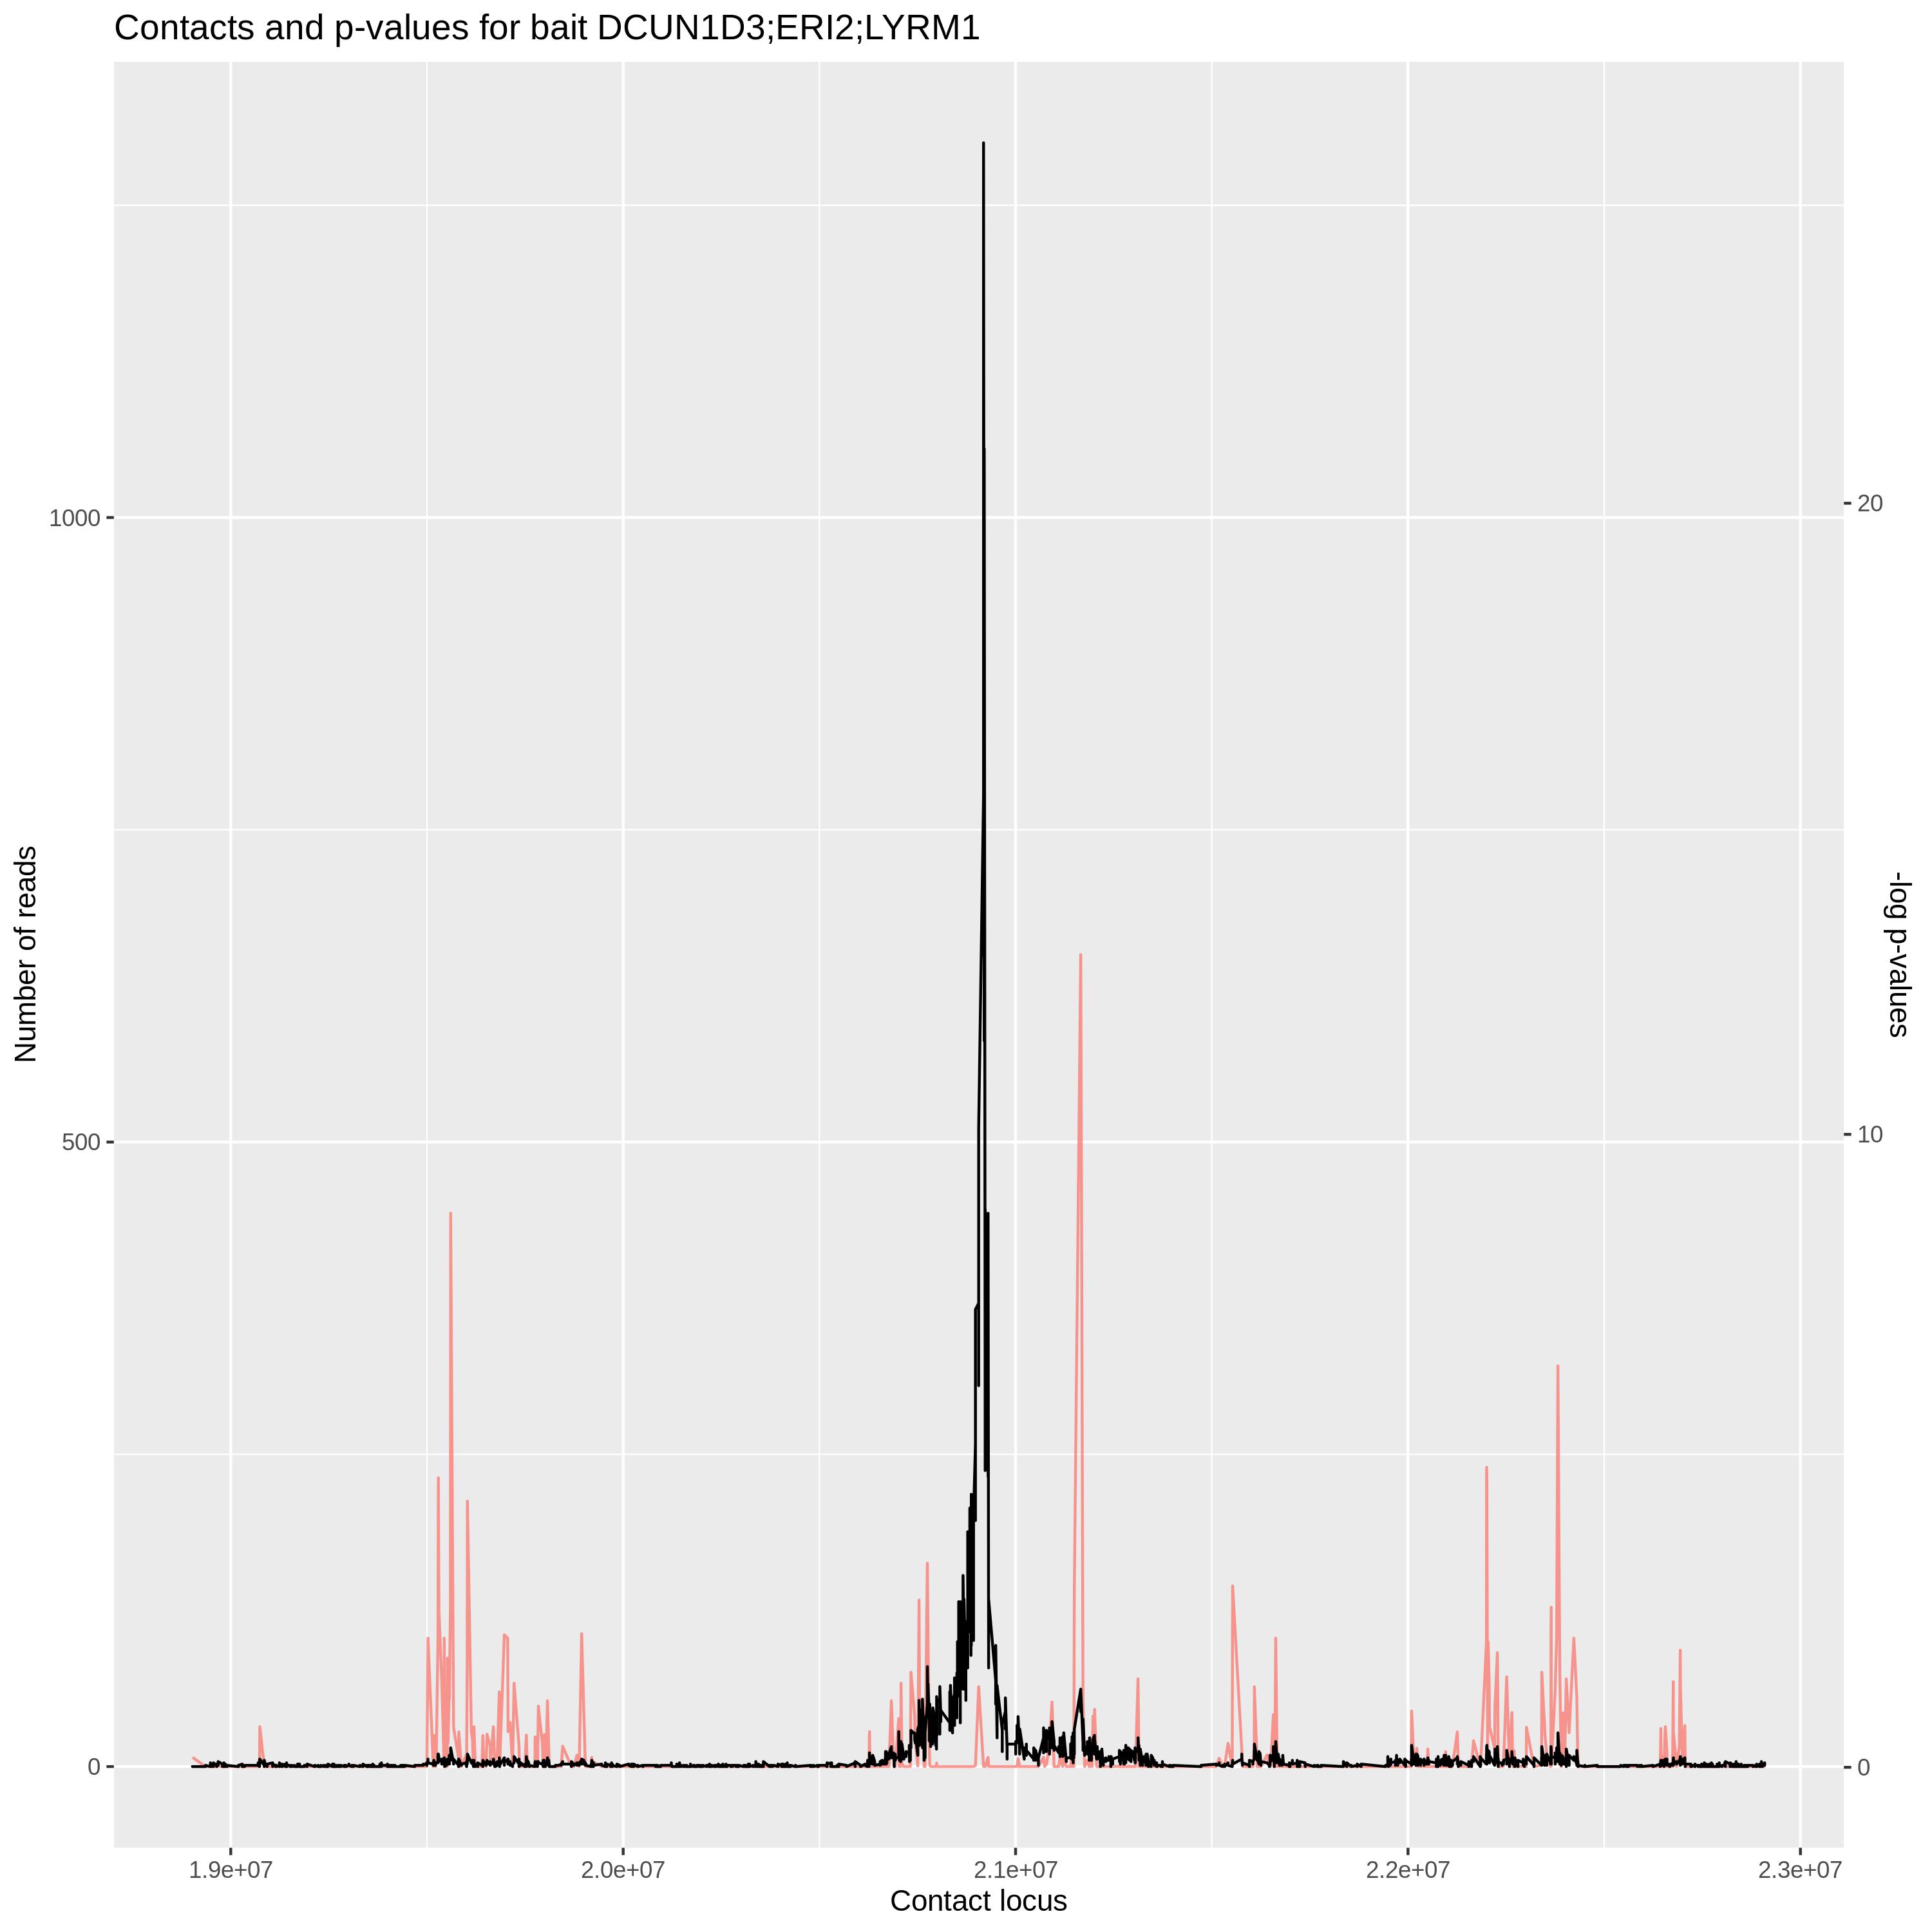 Contacts and p-values for bait DCUN1D3;ERI2;LYRM1
Number of reads
1000
500
0
20
10
0
-log p-values
1.9e+07 2.0e+07 2.1e+07 2.2e+07 2.3e+07
Contact locus